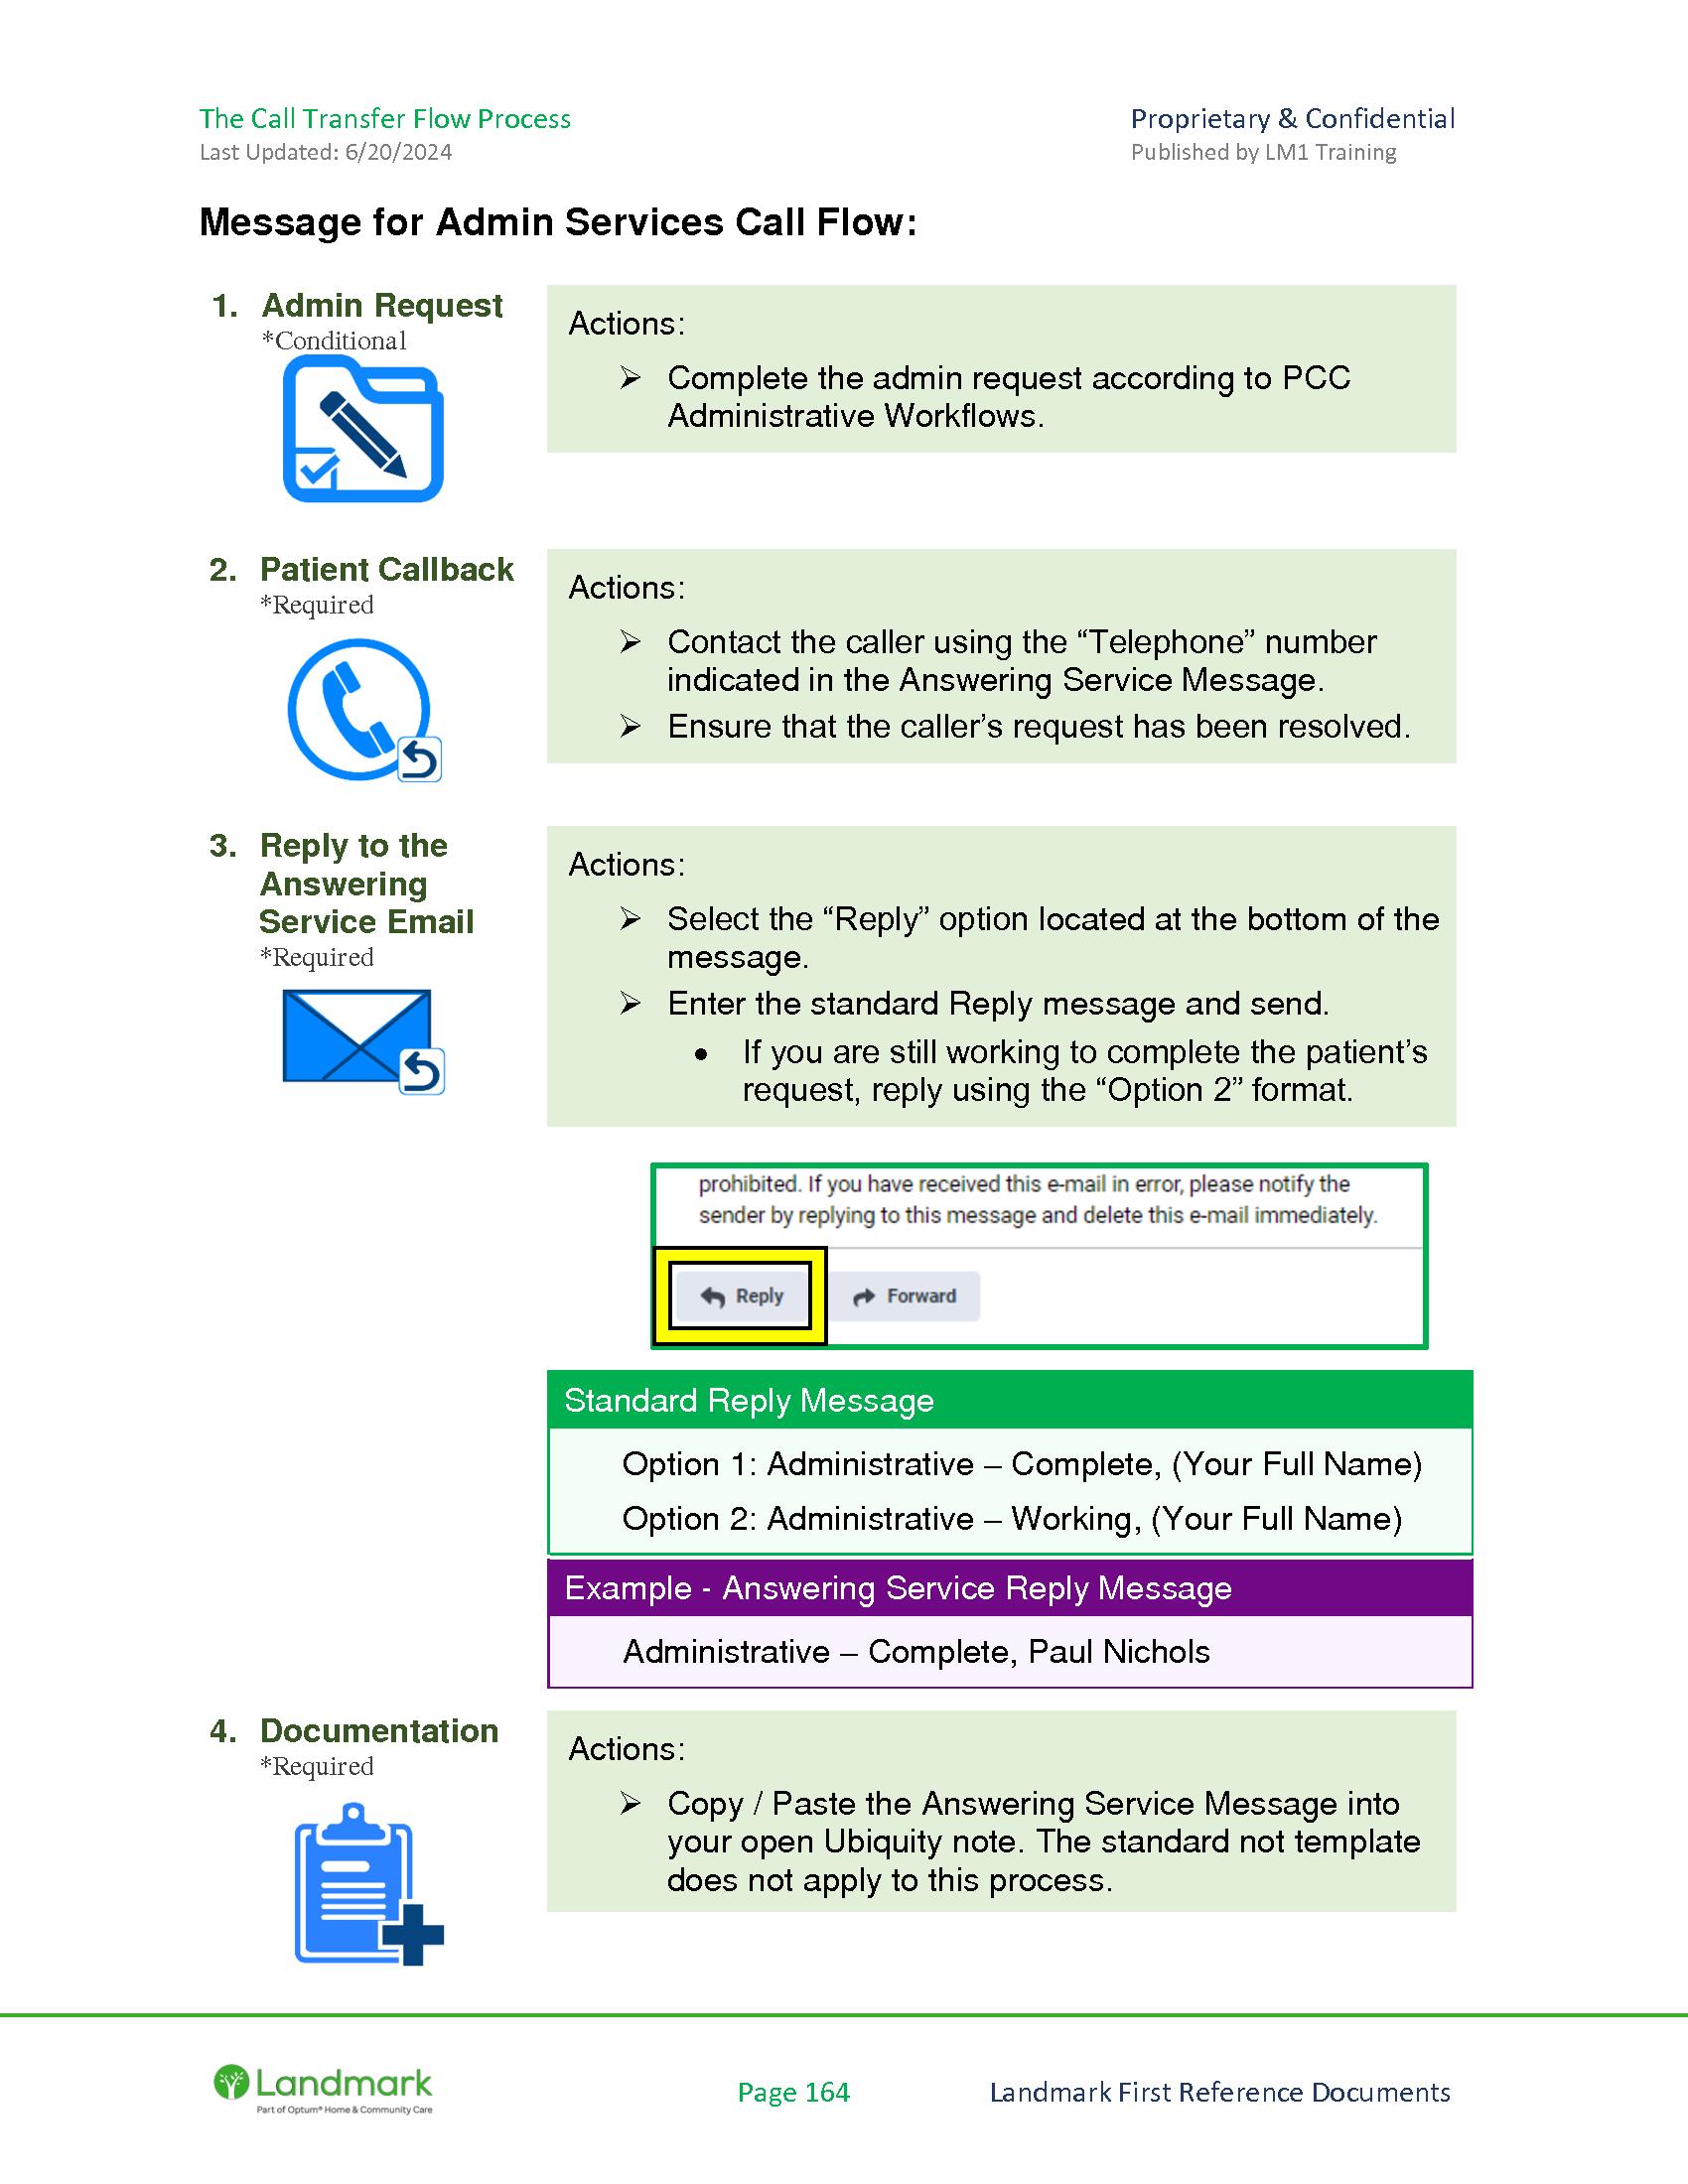 The Call Transfer Flow Process
Proprietary & Confidential
Last Updated: 6/20/2024
Published by LM1 Training
Message for Admin Services Call Flow:
1. Admin Request
*Conditional
Actions:
➢ Complete the admin request according to PCC
Administrative Workflows.
2. Patient Callback
*Required
Actions:
➢ Contact the caller using the “Telephone” number
indicated in the Answering Service Message.
➢ Ensure that the caller’s request has been resolved.
3. Reply to the
Answering
Service Email
*Required
Actions:
➢ Select the “Reply” option located at the bottom of the
message.
➢ Enter the standard Reply message and send.
• If you are still working to complete the patient’s
request, reply using the “Option 2” format.
prohibited. If you have received this e-mail in error, please notify the
sender by replying to this message and delete this e-mail immediately.
Reply
Forward
Standard Reply Message
Option 1: Administrative – Complete, (Your Full Name)
Option 2: Administrative – Working, (Your Full Name)
Example - Answering Service Reply Message
Administrative – Complete, Paul Nichols
4. Documentation
*Required
Actions:
➢ Copy / Paste the Answering Service Message into
your open Ubiquity note. The standard not template
does not apply to this process.
Landmark
Part of Optum® Home & Community Care
Page 164
Landmark First Reference Documents